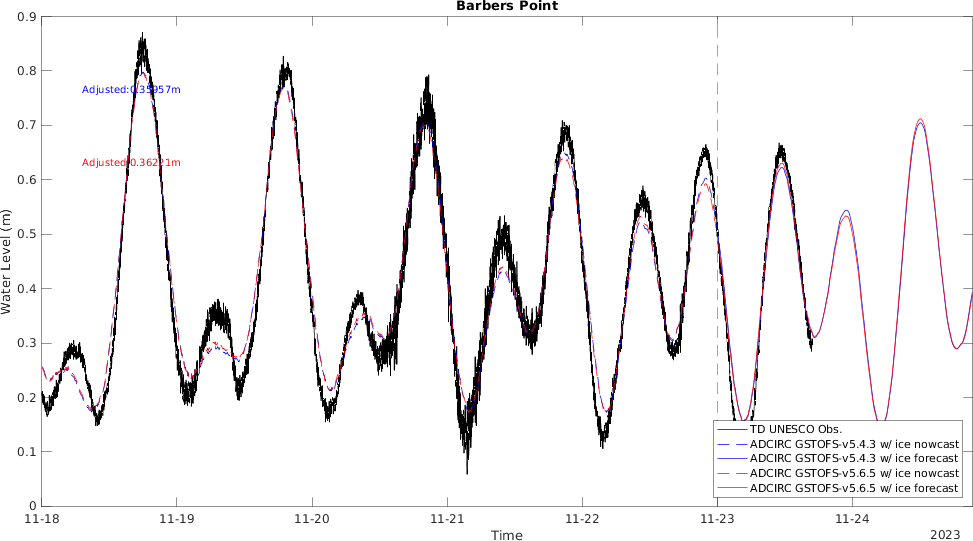 Barbers Point
0.9
0.8
0.7
0.6
0.5
0.4
0.3
0.2
0.1
0
Water Level (m)
Adjusted:0.35957m
Adjusted:0.36221m
TD UNESCO Obs.
ADCIRC GSTOFS-v5.4.3 w/ ice nowcast
ADCIRC GSTOFS-v5.4.3 w/ ice forecast
ADCIRC GSTOFS-v5.6.5 w/ ice nowcast
ADCIRC GSTOFS-v5.6.5 w/ ice forecast
11-18 11-19 11-20 11-21 11-22 11-23 11-24
Time
2023